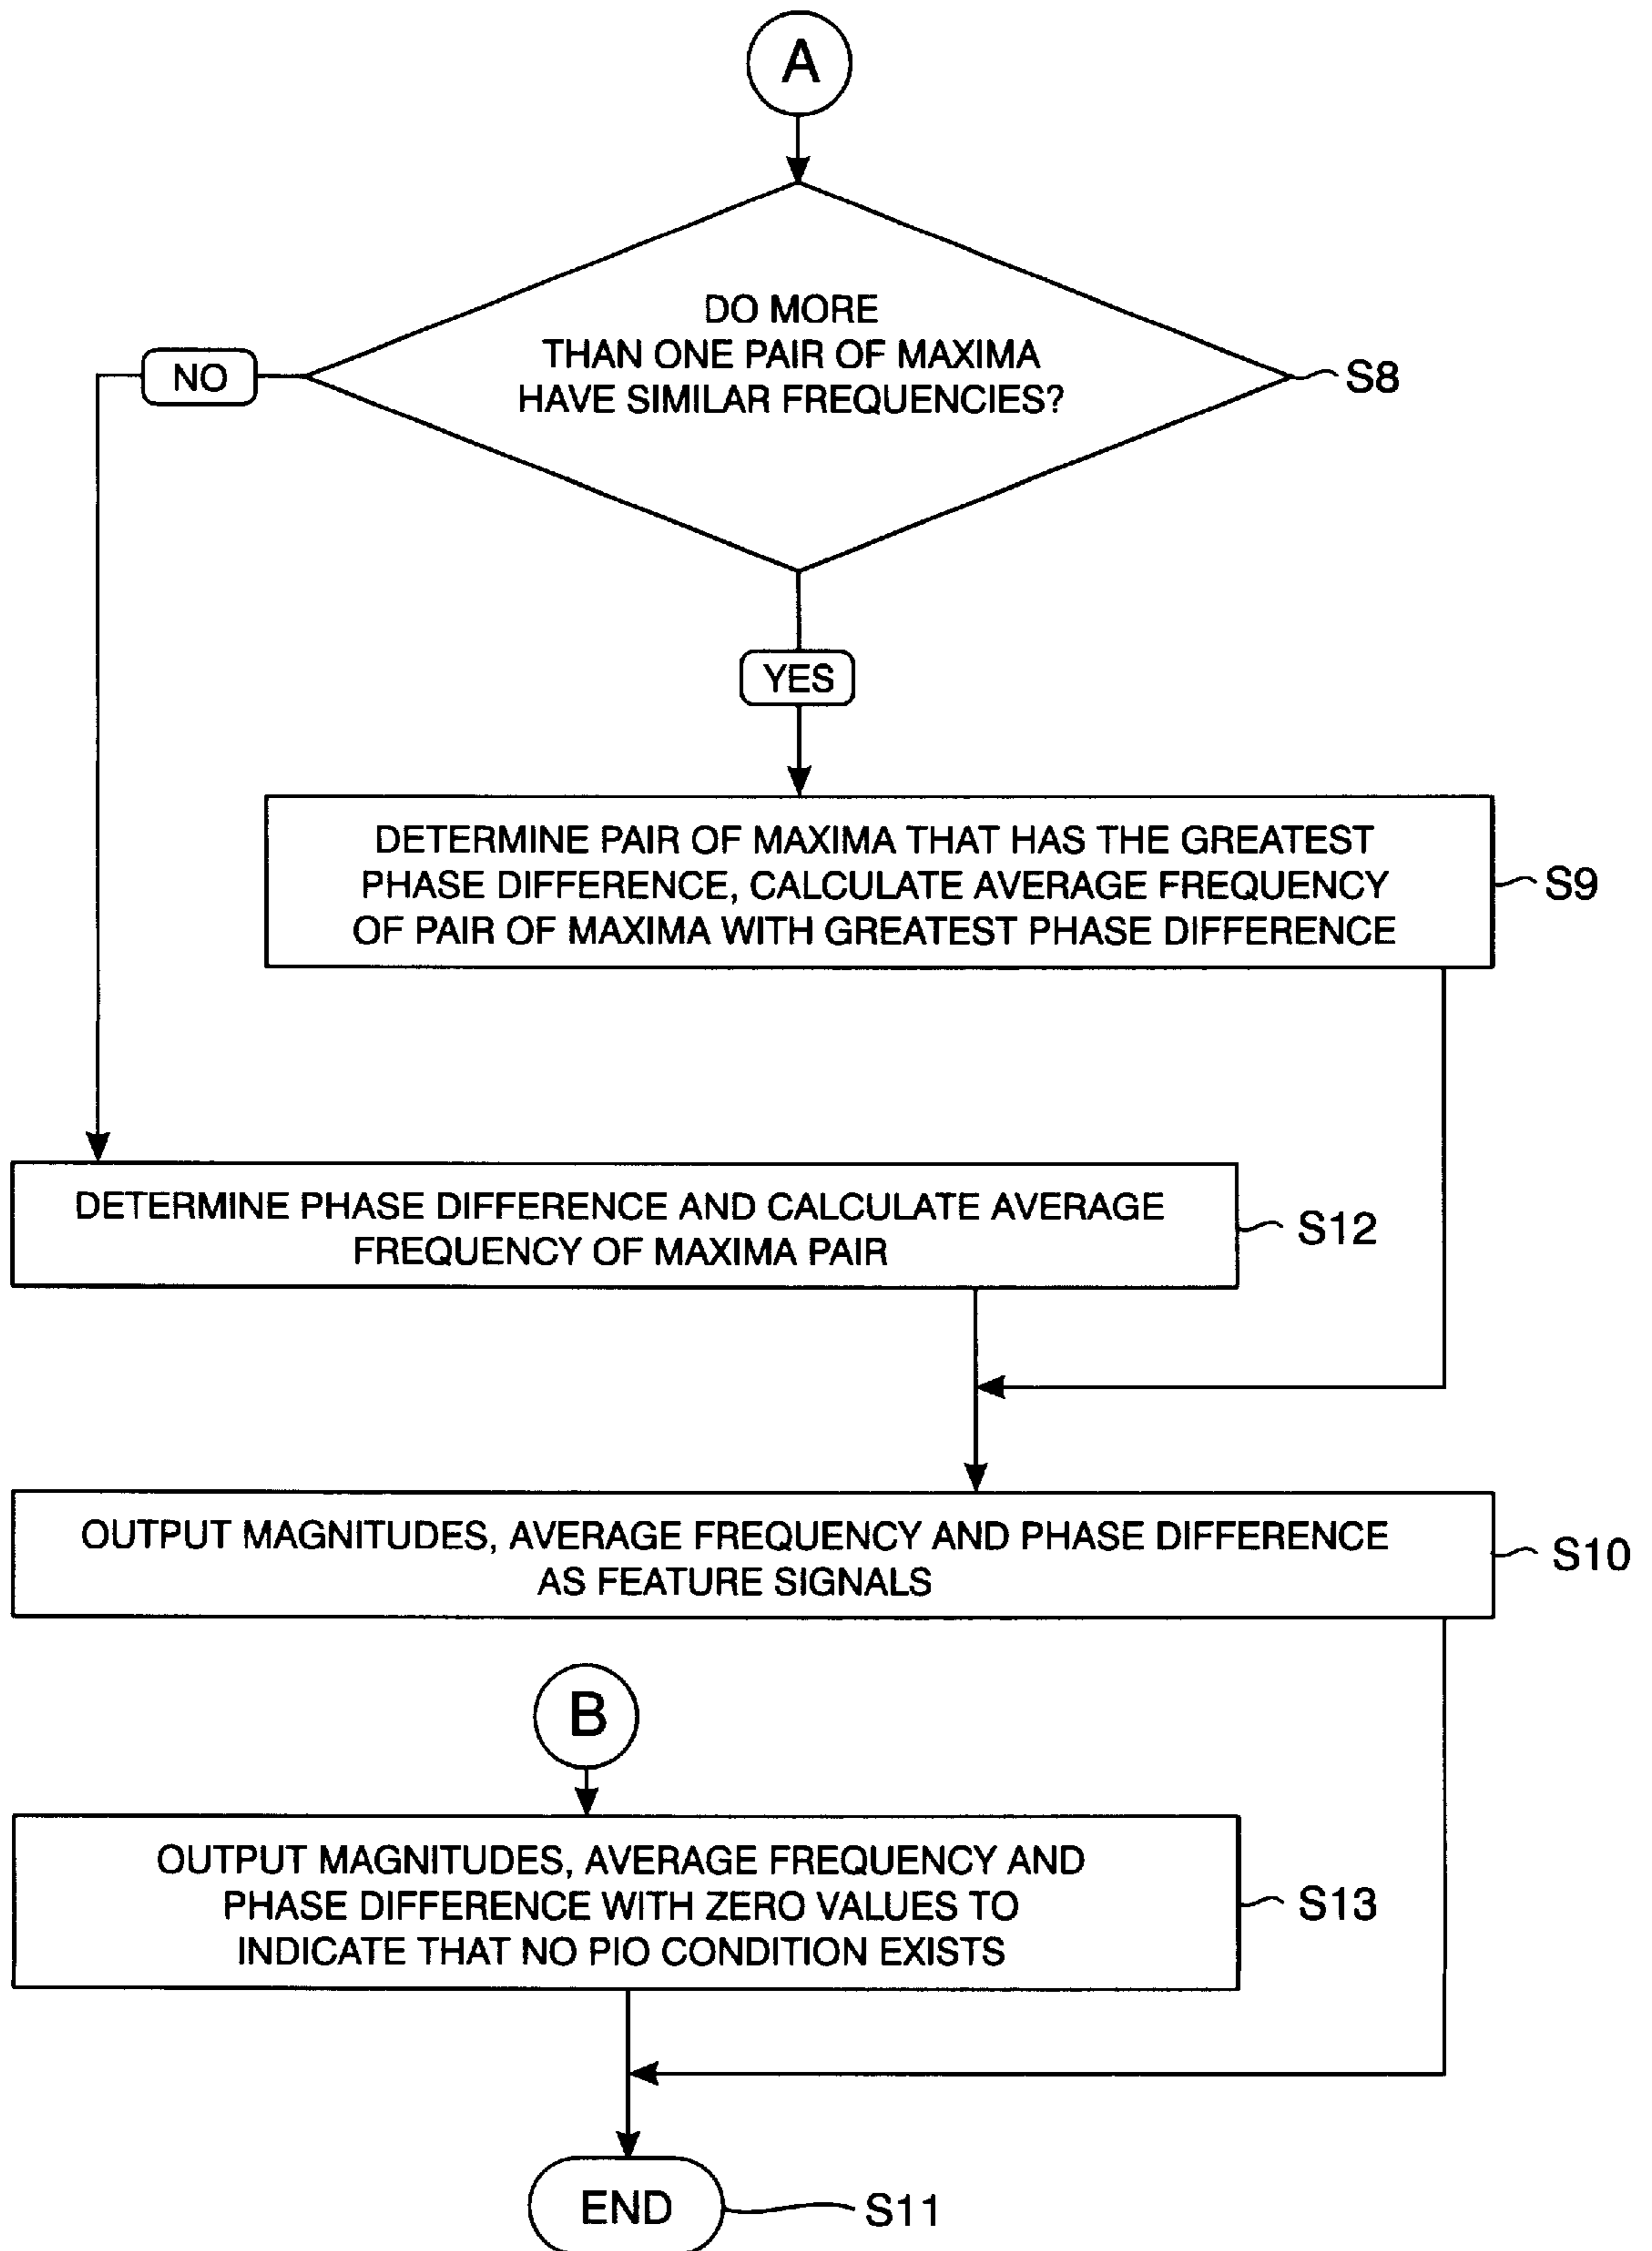 A
DO MORE
THAN ONE PAIR OF MAXIMA
HAVE SIMILAR FREQUENCIES?
S8
NO
YES
DETERMINE PAIR OF MAXIMA THAT HAS THE GREATEST
PHASE DIFFERENCE, CALCULATE AVERAGE FREQUENCY
OF PAIR OF MAXIMA WITH GREATEST PHASE DIFFERENCE
S9
DETERMINE PHASE DIFFERENCE AND CALCULATE AVERAGE
FREQUENCY OF MAXIMA PAIR
S12
OUTPUT MAGNITUDES, AVERAGE FREQUENCY AND PHASE DIFFERENCE
AS FEATURE SIGNALS
S10
B
OUTPUT MAGNITUDES, AVERAGE FREQUENCY AND
PHASE DIFFERENCE WITH ZERO VALUES TO
INDICATE THAT NO PIO CONDITION EXISTS
S13
END
S11